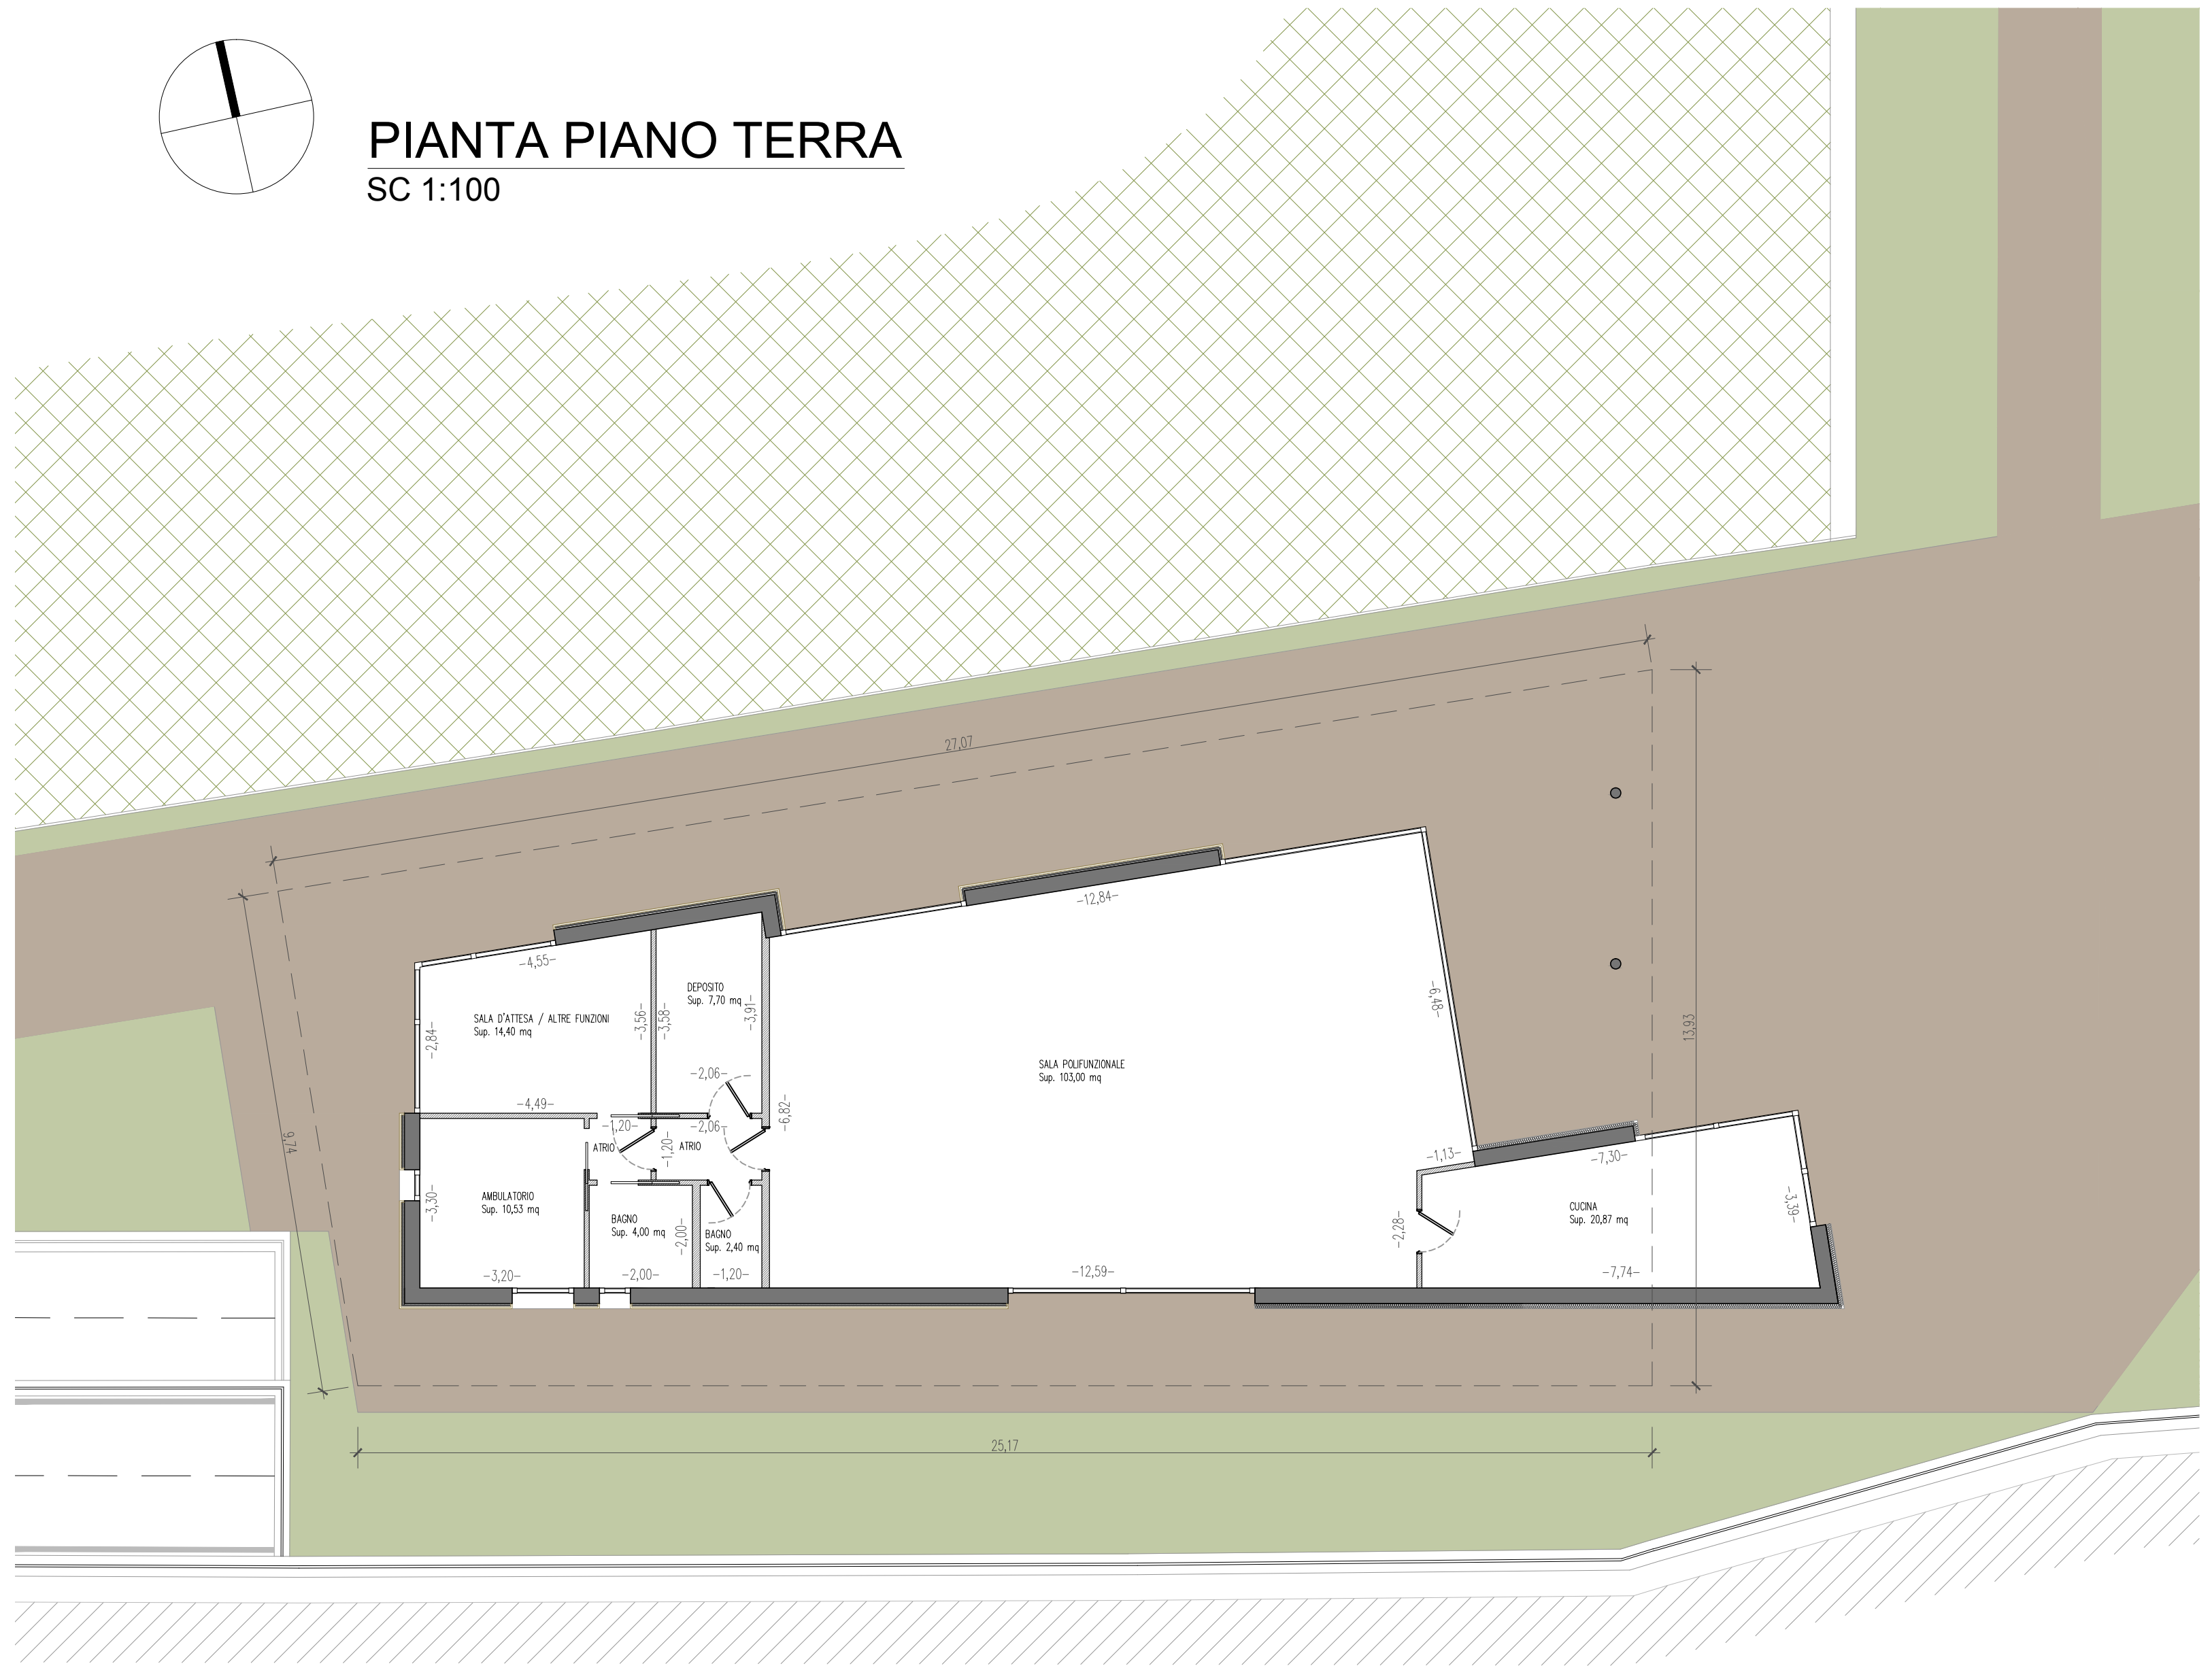 PIANTA PIANO TERRA
SC 1:100
27,07
13,93
9,74
25,17
-12,84-
-4,55-
DEPOSITO
Sup. 7,70 mq
-3,91-
-3,56-
-3,58-
-6,48-
SALA D'ATTESA / ALTRE FUNZIONI
Sup. 14,40 mq
-2,84-
SALA POLIFUNZIONALE
Sup. 103,00 mq
-2,06-
-4,49-
-6,82-
-1,20-
-2,06-
ATRIO
-1,20-
ATRIO
-1,13-
-7,30-
AMBULATORIO
Sup. 10,53 mq
-3,30-
BAGNO
Sup. 4,00 mq
-2,00-
BAGNO
Sup. 2,40 mq
-2,28-
CUCINA
Sup. 20,87 mq
-3,39-
-3,20-
-2,00-
-1,20-
-12,59-
-7,74-